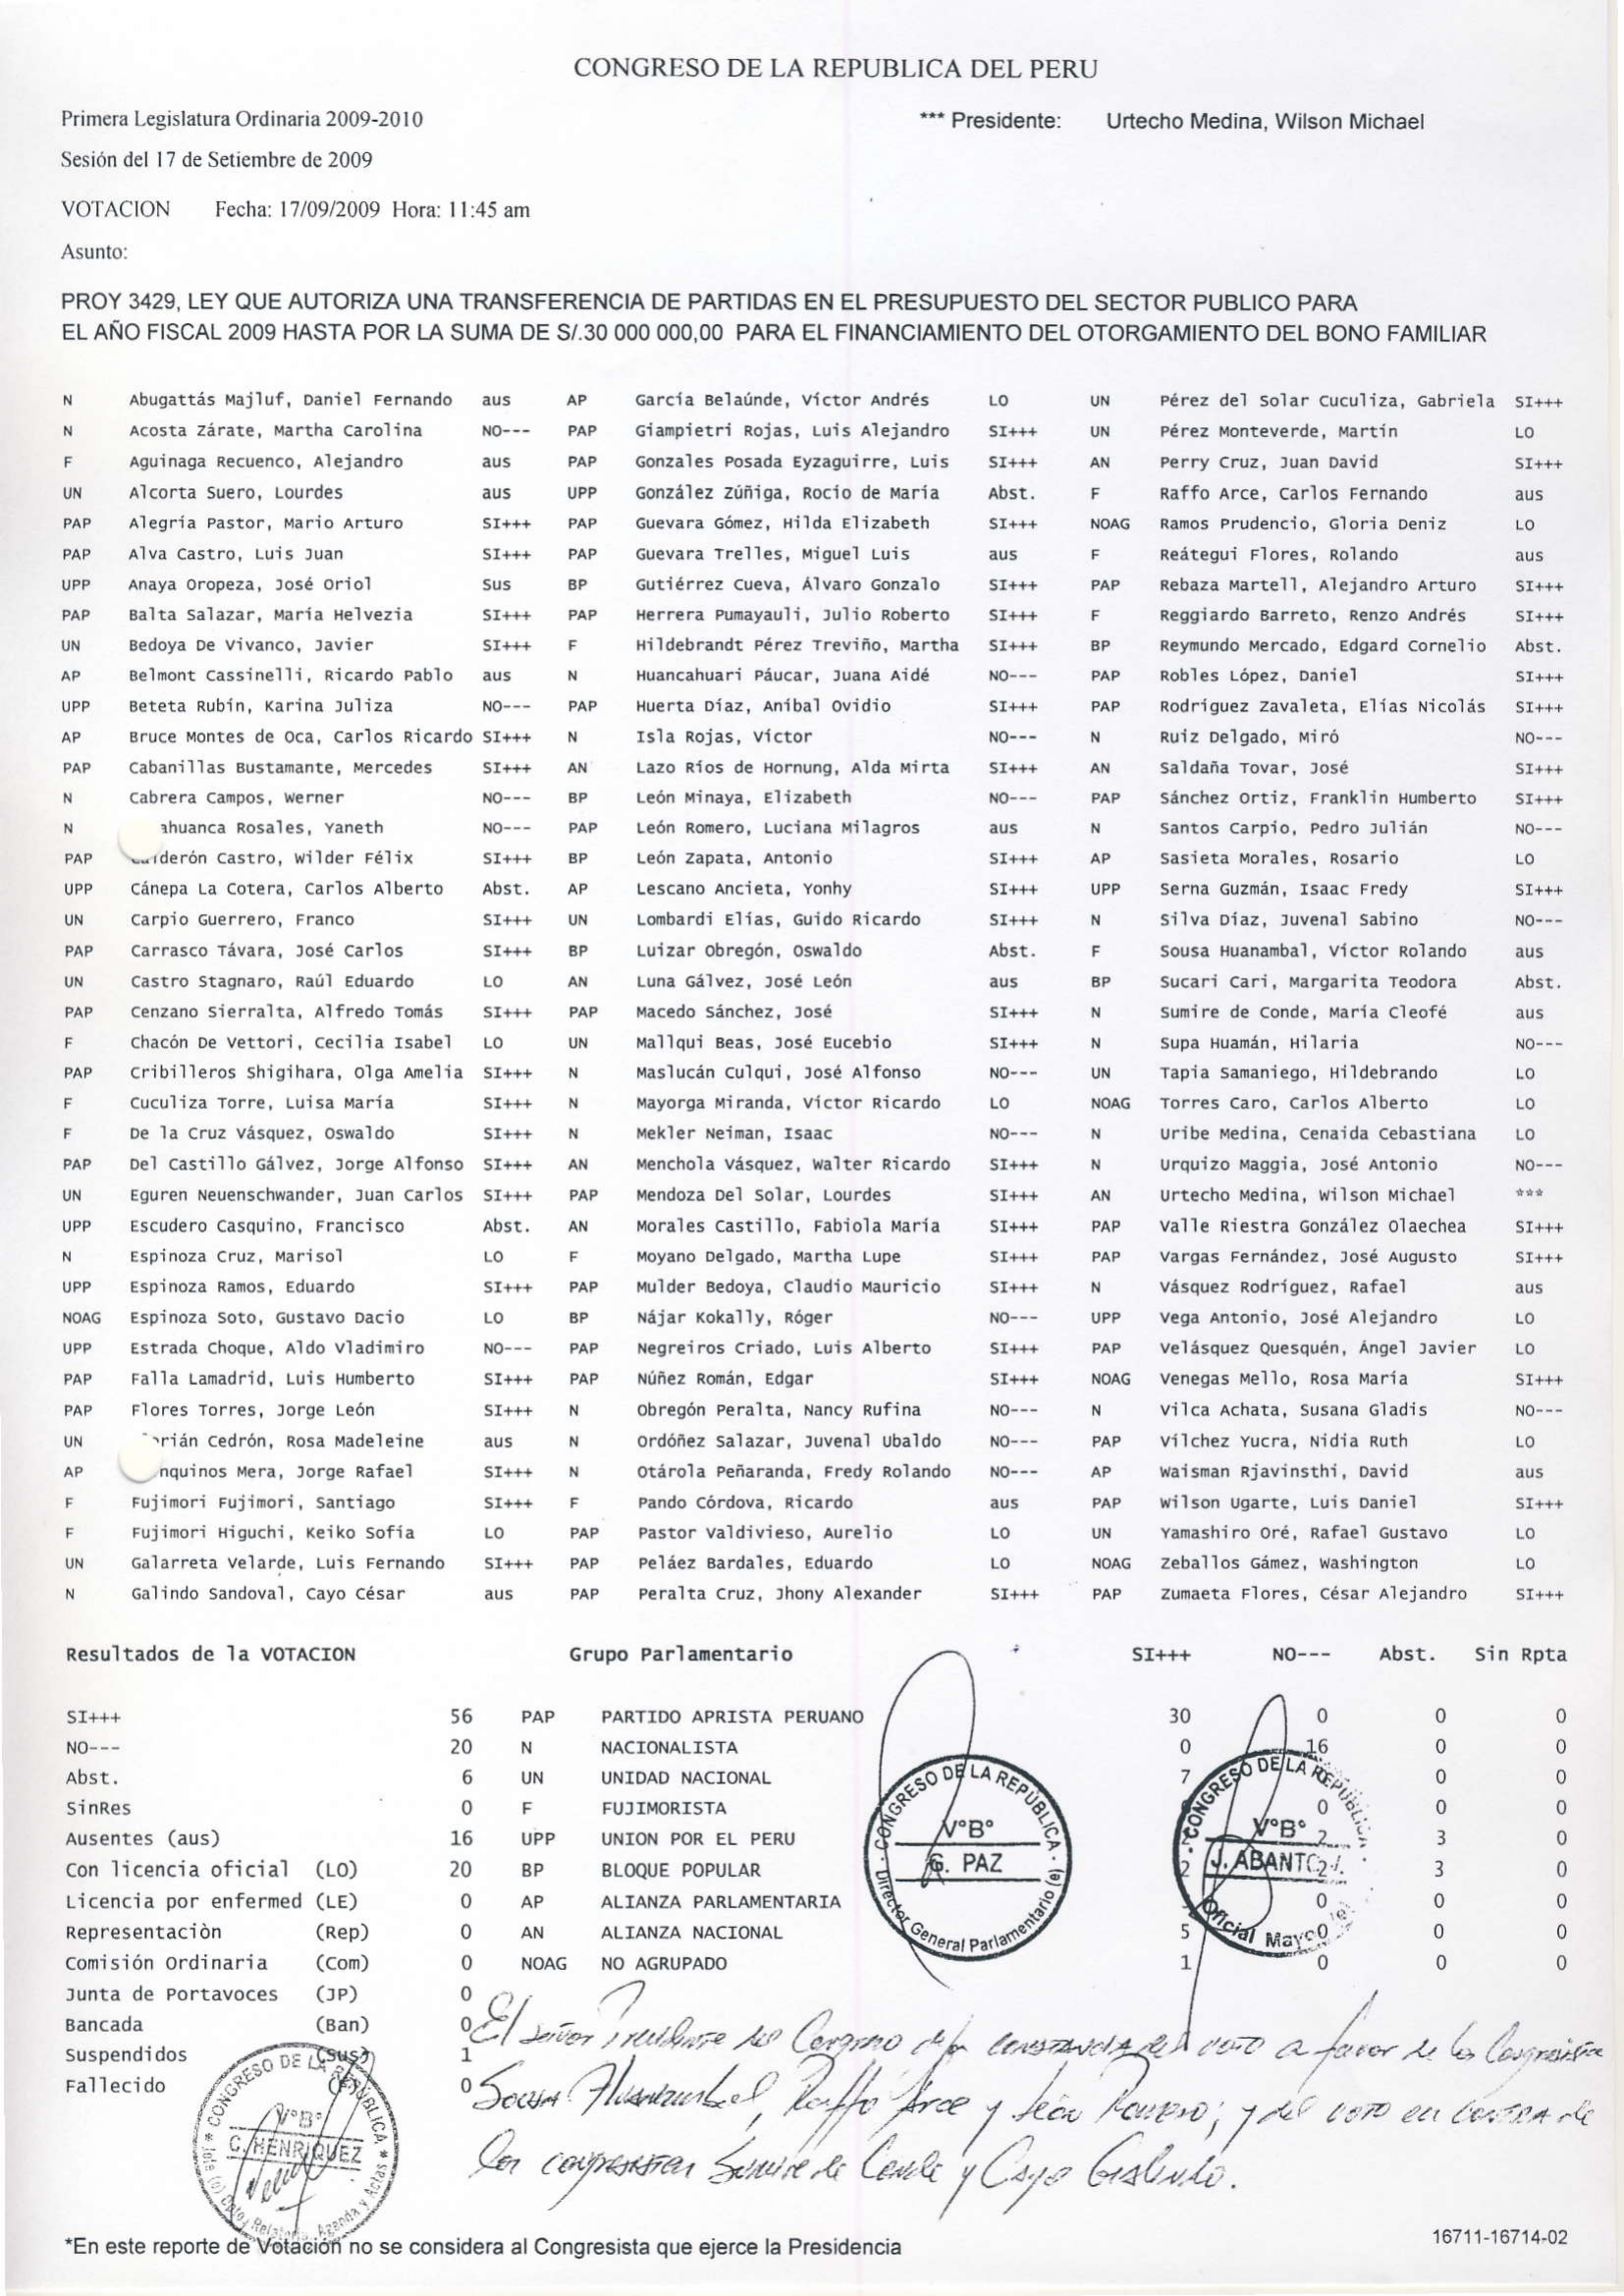 CONGRESO DE LA REPUBLICA DEL PERU
Primera Legislatura Ordinaria 2009-2010 *** Presidente: Urtecho Medina, Wilson Michael
Sesión del 17 de Setiembre de 2009
VOTACION Fecha: 17/09/2009 Hora: 11:45 am
Asunto:
PROY 3429, LEY QUE AUTORIZA UNA TRANSFERENCIA DE PARTIDAS EN EL PRESUPUESTO DEL SECTOR PUBLICO PARA
EL AÑO FISCAL 2009 HASTA POR LA SUMA DE S/.30 000 000,00 PARA EL FINANCIAMIENTO DEL OTORGAMIENTO DEL BONO FAMILIAR
N Abugattás Majluf, Daniel Fernando aus AP García Belaúnde, Víctor Andrés LO UN Pérez del Solar Cuculiza, Gabriela SI+++
N Acosta Zárate, Martha Carolina NO--- PAP Giampietri Rojas, Luis Alejandro SI+++ UN Pérez Monteverde, Martín LO
F Aguinaga Recuenco, Alejandro aus PAP Gonzales Posada Eyzaguirre, Luis SI+++ AN Perry Cruz, Juan David SI+++
UN Alcorta Suero, Lourdes aus UPP González Zúñiga, Rocío de María Abst. F Raffo Arce, Carlos Fernando aus
PAP Alegría Pastor, Mario Arturo SI+++ PAP Guevara Gómez, Hilda Elizabeth SI+++ NOAG Ramos Prudencio, Gloria Deniz LO
PAP Alva Castro, Luis Juan SI+++ PAP Guevara Trelles, Miguel Luis aus F Reátegui Flores, Rolando aus
UPP Anaya Oropeza, José Oriol Sus BP Gutiérrez Cueva, Álvaro Gonzalo SI+++ PAP Rebaza Martell, Alejandro Arturo SI+++
PAP Balta Salazar, María Helvezia SI+++ PAP Herrera Pumayauli, Julio Roberto SI+++ F Reggiardo Barreto, Renzo Andrés SI+++
UN Bedoya De Vivanco, Javier SI+++ F Hildebrandt Pérez Treviño, Martha SI+++ BP Reymundo Mercado, Edgard Cornelio Abst.
AP Belmont Cassinelli, Ricardo Pablo aus N Huancahuari Páucar, Juana Aidé NO--- PAP Robles López, Daniel SI+++
UPP Beteta Rubín, Karina Juliza NO--- PAP Huerta Díaz, Aníbal Ovidio SI+++ PAP Rodríguez Zavaleta, Elías Nicolás SI+++
AP Bruce Montes de Oca, Carlos Ricardo SI+++ N Isla Rojas, Víctor NO--- N Ruiz Delgado, Miró NO---
PAP Cabanillas Bustamante, Mercedes SI+++ AN Lazo Ríos de Hornung, Alda Mirta SI+++ AN Saldaña Tovar, José SI+++
N Cabrera Campos, Werner NO--- BP León Minaya, Elizabeth NO--- PAP Sánchez Ortiz, Franklin Humberto SI+++
N ahuanca Rosales, Yaneth NO--- PAP León Romero, Luciana Milagros aus N Santos Carpio, Pedro Julián NO---
PAP Calderón Castro, Wilder Félix SI+++ BP León Zapata, Antonio SI+++ AP Sasieta Morales, Rosario LO
UPP Cánepa La Cotera, Carlos Alberto Abst. AP Lescano Ancieta, Yonhy SI+++ UPP Serna Guzmán, Isaac Fredy SI+++
UN Carpio Guerrero, Franco SI+++ UN Lombardi Elías, Guido Ricardo SI+++ N Silva Díaz, Juvenal Sabino NO---
PAP Carrasco Távara, José Carlos SI+++ BP Luizar Obregón, Oswaldo Abst. F Sousa Huanambal, Víctor Rolando aus
UN Castro Stagnaro, Raúl Eduardo LO AN Luna Gálvez, José León aus BP Sucari Cari, Margarita Teodora Abst.
PAP Cenzano Sierralta, Alfredo Tomás SI+++ PAP Macedo Sánchez, José SI+++ N Sumire de Conde, María Cleofé aus
F Chacón De Vettori, Cecilia Isabel LO UN Mallqui Beas, José Eucebio SI+++ N Supa Huamán, Hilaria NO---
PAP Cribilleros Shigihara, Olga Amelia SI+++ N Maslucán Culqui, José Alfonso NO--- UN Tapia Samaniego, Hildebrando LO
F Cuculiza Torre, Luisa María SI+++ N Mayorga Miranda, Víctor Ricardo LO NOAG Torres Caro, Carlos Alberto LO
F De la Cruz Vásquez, Oswaldo SI+++ N Mekler Neiman, Isaac NO--- N Uribe Medina, Cenaida Cebastiana LO
PAP Del Castillo Gálvez, Jorge Alfonso SI+++ AN Menchola Vásquez, Walter Ricardo SI+++ N Urquizo Maggia, José Antonio NO---
UN Eguren Neuenschwander, Juan Carlos SI+++ PAP Mendoza Del Solar, Lourdes SI+++ AN Urtecho Medina, Wilson Michael ***
UPP Escudero Casquino, Francisco Abst. AN Morales Castillo, Fabiola María SI+++ PAP Valle Riestra González Olaechea SI+++
N Espinoza Cruz, Marisol LO F Moyano Delgado, Martha Lupe SI+++ PAP Vargas Fernández, José Augusto SI+++
UPP Espinoza Ramos, Eduardo SI+++ PAP Mulder Bedoya, Claudio Mauricio SI+++ N Vásquez Rodríguez, Rafael aus
NOAG Espinoza Soto, Gustavo Dacio LO BP Nájar Kokally, Róger NO--- UPP Vega Antonio, José Alejandro LO
UPP Estrada Choque, Aldo Vladimiro NO--- PAP Negreiros Criado, Luis Alberto SI+++ PAP Velásquez Quesquén, Ángel Javier LO
PAP Falla Lamadrid, Luis Humberto SI+++ PAP Núñez Román, Edgar SI+++ NOAG Venegas Mello, Rosa María SI+++
PAP Flores Torres, Jorge León SI+++ N Obregón Peralta, Nancy Rufina NO--- N Vilca Achata, Susana Gladis NO---
UN rián Cedrón, Rosa Madeleine aus N Ordóñez Salazar, Juvenal Ubaldo NO--- PAP Vilchez Yucra, Nidia Ruth LO
AP nquinos Mera, Jorge Rafael SI+++ N Otárola Peñaranda, Fredy Rolando NO--- AP Waisman Rjavinsthi, David aus
F Fujimori Fujimori, Santiago SI+++ F Pando Córdova, Ricardo aus PAP Wilson Ugarte, Luis Daniel SI+++
F Fujimori Higuchi, Keiko Sofía LO PAP Pastor Valdivieso, Aurelio LO UN Yamashiro Oré, Rafael Gustavo LO
UN Galarreta Velarde, Luis Fernando SI+++ PAP Peláez Bardales, Eduardo LO NOAG Zeballos Gámez, Washington LO
N Galindo Sandoval, Cayo César aus PAP Peralta Cruz, Jhony Alexander SI+++ PAP Zumaeta Flores, César Alejandro SI+++
Resultados de la VOTACION Grupo Parlamentario SI+++ NO--- Abst. Sin Rpta
SI+++ 56 PAP PARTIDO APRISTA PERUANO 30 0 0 0
NO--- 20 N NACIONALISTA 0 16 0 0
Abst. 6 UN UNIDAD NACIONAL 7 0 0
SinRes 0 F FUJIMORISTA 0 0 0
Ausentes (aus) 16 UPP UNION POR EL PERU 2 3 0
Con licencia oficial (LO) 20 BP BLOQUE POPULAR 2 2 3 0
Licencia por enfermed (LE) 0 AP ALIANZA PARLAMENTARIA 0 0 0
Representaciòn (Rep) 0 AN ALIANZA NACIONAL 5 0 0 0
Comisión Ordinaria (Com) 0 NOAG NO AGRUPADO 1 0 0 0
Junta de Portavoces (JP) 0
Bancada (Ban) 0
Suspendidos (Sus) 1
Fallecido 0
CONGRESO DE LA REPÚBLICA
V°B°
G. PAZ
Director General Parlamentario (e)
CONGRESO DE LA REPÚBLICA
V°B°
J. ABANTO
Oficial Mayor
El señor Presidente del Congreso deja constancia del voto a favor de los Congresistas
Sousa Huanambal, Raffo Arce y León Romero; y del voto en contra de
los congresistas Sumire de Conde y Cayo Galindo.
CONGRESO DE LA REPÚBLICA
V°B°
C. HENRIQUEZ
Jefe (e) Dpto. Relatoría, Agenda y Actas
*En este reporte de Votación no se considera al Congresista que ejerce la Presidencia
16711-16714-02